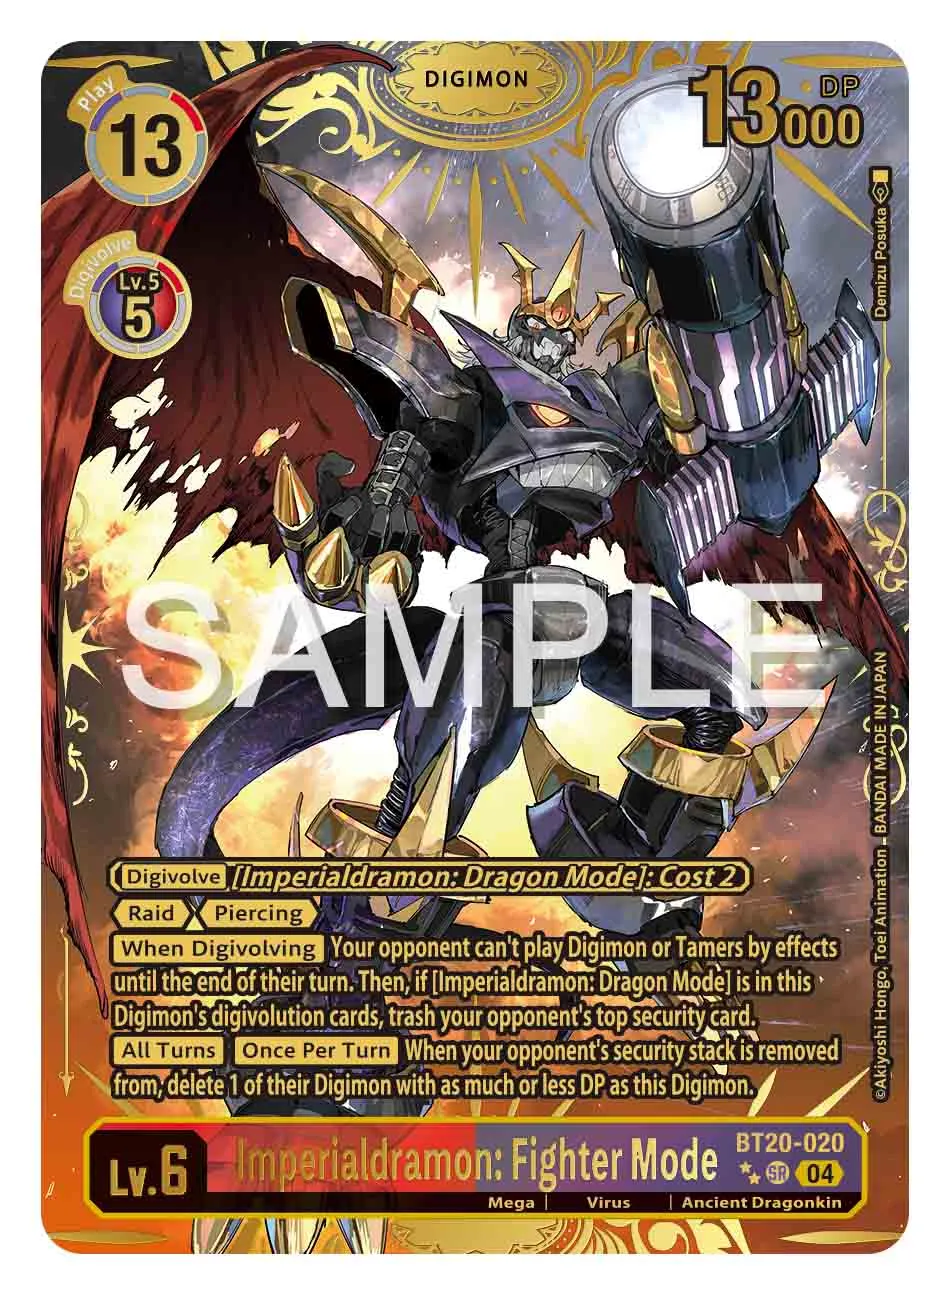 DIGIMON
Play
13
13000 DP
Digivolve
Lv.5
5
Demizu Posuka
SAMPLE
Digivolve [Imperialdramon: Dragon Mode]: Cost 2
Raid Piercing
When Digivolving Your opponent can't play Digimon or Tamers by effects
until the end of their turn. Then, if [Imperialdramon: Dragon Mode] is in this
Digimon's digivolution cards, trash your opponent's top security card.
All Turns Once Per Turn When your opponent's security stack is removed
from, delete 1 of their Digimon with as much or less DP as this Digimon.
©Akiyoshi Hongo, Toei Animation BANDAI MADE IN JAPAN
Lv.6
Imperialdramon: Fighter Mode
BT20-020
SR 04
Mega | Virus | Ancient Dragonkin